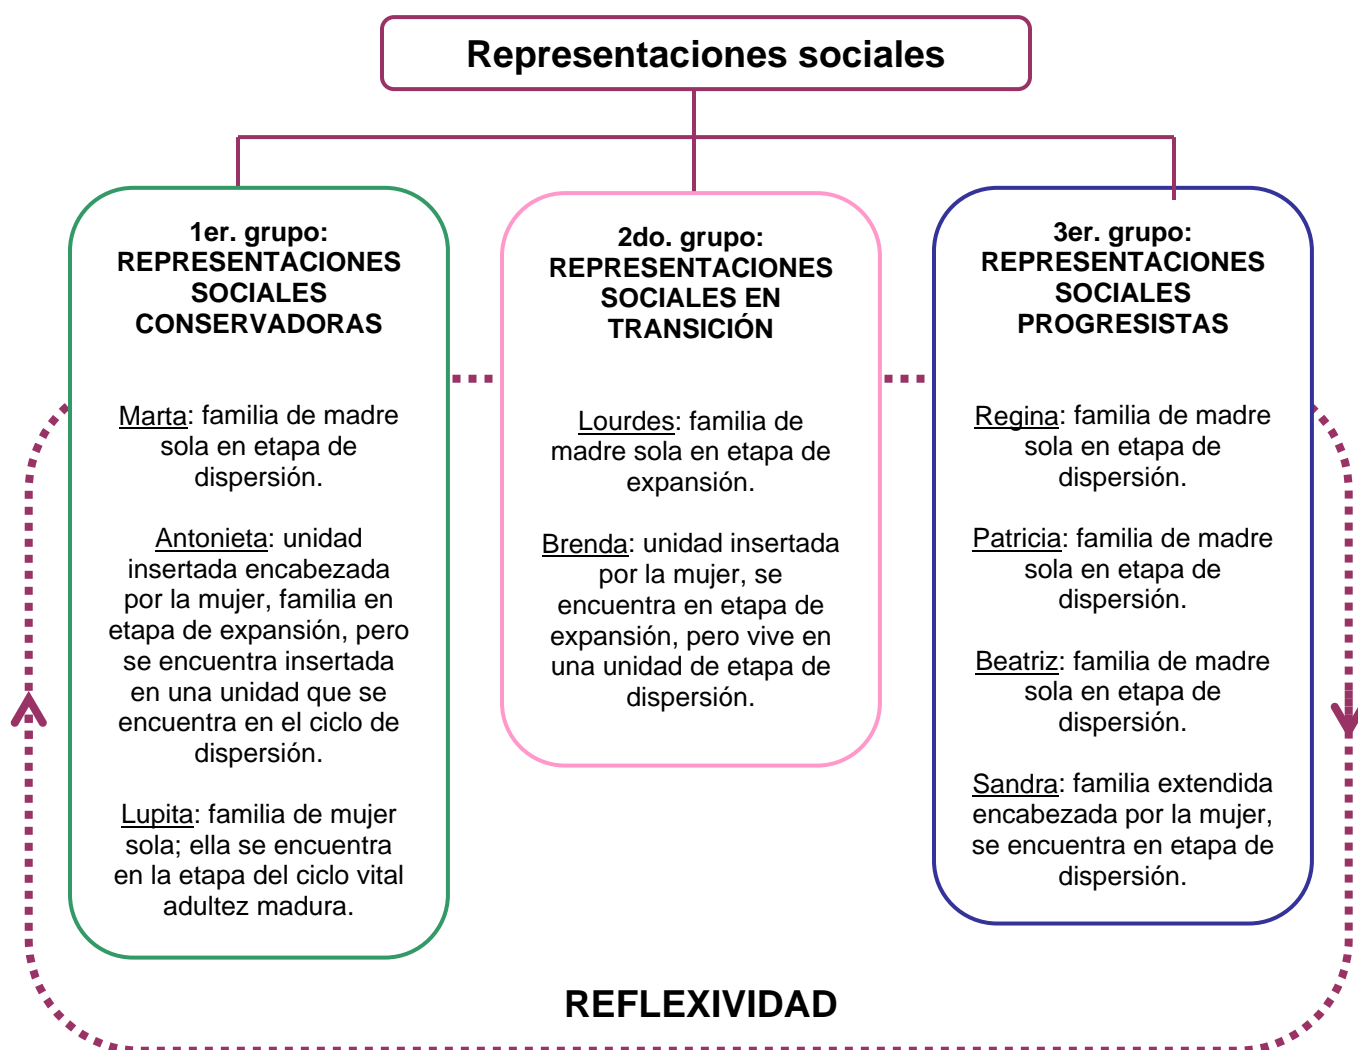 Representaciones sociales
1er. grupo:
REPRESENTACIONES
SOCIALES
CONSERVADORAS
Marta: familia de madre
sola en etapa de
dispersión.
Antonieta: unidad
insertada encabezada
por la mujer, familia en
etapa de expansión, pero
se encuentra insertada
en una unidad que se
encuentra en el ciclo de
dispersión.
Lupita: familia de mujer
sola; ella se encuentra
en la etapa del ciclo vital
adultez madura.
2do. grupo:
REPRESENTACIONES
SOCIALES EN
TRANSICIÓN
Lourdes: familia de
madre sola en etapa de
expansión.
Brenda: unidad insertada
por la mujer, se
encuentra en etapa de
expansión, pero vive en
una unidad de etapa de
dispersión.
3er. grupo:
REPRESENTACIONES
SOCIALES
PROGRESISTAS
Regina: familia de madre
sola en etapa de
dispersión.
Patricia: familia de madre
sola en etapa de
dispersión.
Beatriz: familia de madre
sola en etapa de
dispersión.
Sandra: familia extendida
encabezada por la mujer,
se encuentra en etapa de
dispersión.
REFLEXIVIDAD